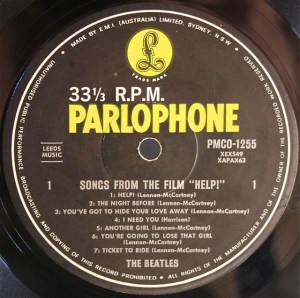 MADE BY E.M.I. (AUSTRALIA) LIMITED, SYDNEY, N.S.W.
£
TRADE MARK
33⅓ R.P.M.
PARLOPHONE
LEEDS
MUSIC
PMCO-1255
XEX549
XAPAX63
1 SONGS FROM THE FILM "HELP!" 1
1: HELP! (Lennon-McCartney)
2: THE NIGHT BEFORE (Lennon-McCartney)
3: YOU'VE GOT TO HIDE YOUR LOVE AWAY (Lennon-McCartney)
4: I NEED YOU (Harrison)
5: ANOTHER GIRL (Lennon-McCartney)
6: YOU'RE GOING TO LOSE THAT GIRL (Lennon-McCartney)
7: TICKET TO RIDE (Lennon-McCartney)
THE BEATLES
ALL RIGHTS OF THE MANUFACTURER AND OF THE OWNER OF THE RECORDED WORK RESERVED
UNAUTHORISED PUBLIC PERFORMANCE BROADCASTING AND COPYING OF THIS RECORD PROHIBITED